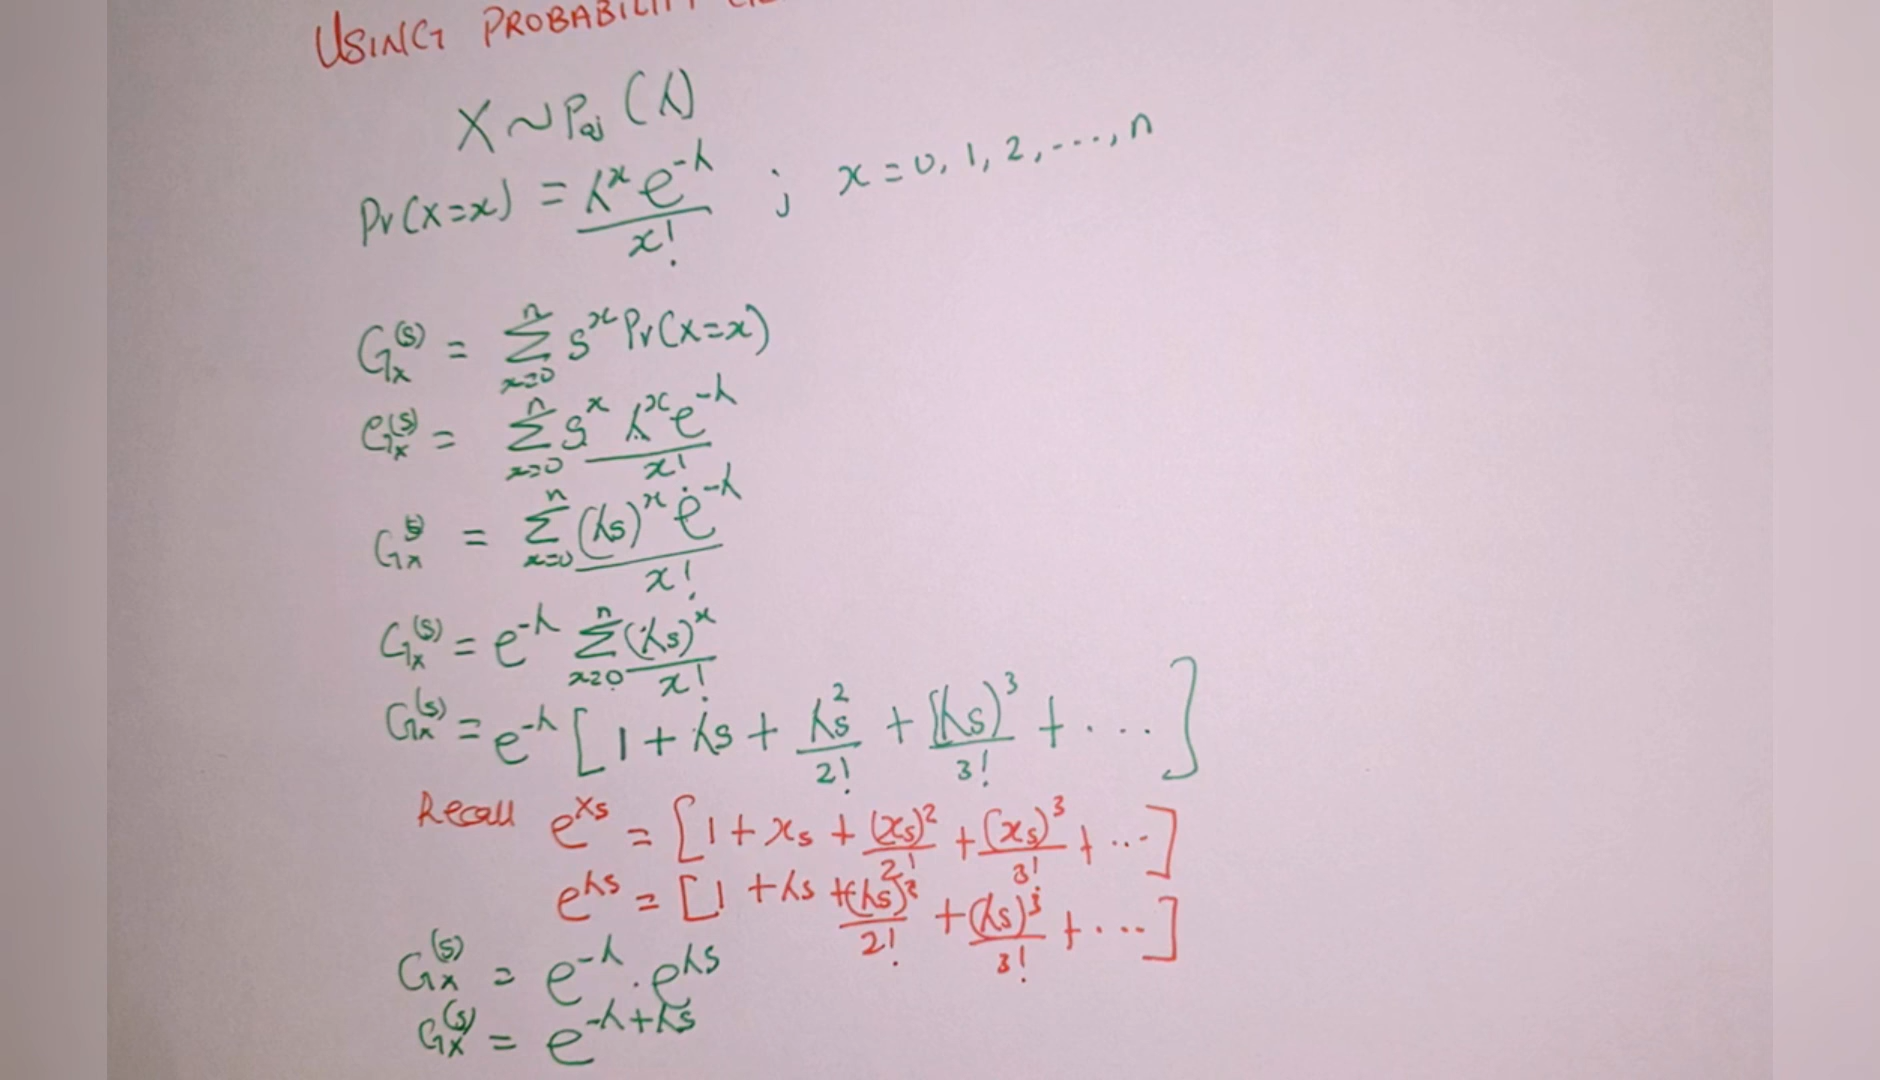 USING PROBABILITY
X ~ Poi (λ)
Pr(X=x) = λ^x e^-λ / x! ; x = 0, 1, 2, ..., n
G_x^(s) = Σ_{x=0}^{n} s^x Pr(X=x)
G_x^(s) = Σ_{x=0}^{n} s^x λ^x e^-λ / x!
G_x^(s) = Σ_{x=0}^{n} (λs)^x e^-λ / x!
G_x^(s) = e^-λ Σ_{x=0}^{n} (λs)^x / x!
G_x^(s) = e^-λ [1 + λs + λs^2 / 2! + (λs)^3 / 3! + ...]
Recall e^xs = [1 + xs + (xs)^2 / 2! + (xs)^3 / 3! + ...]
e^λs = [1 + λs + (λs)^2 / 2! + (λs)^3 / 3! + ....]
G_x^(s) = e^-λ . e^λs
G_x^(s) = e^-λ+λs